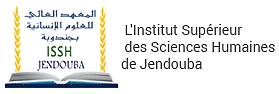 المعهد العالي
للعلوم الإنسانية
بجندوبة
ISSH
JENDOUBA
L'Institut Supérieur
des Sciences Humaines
de Jendouba